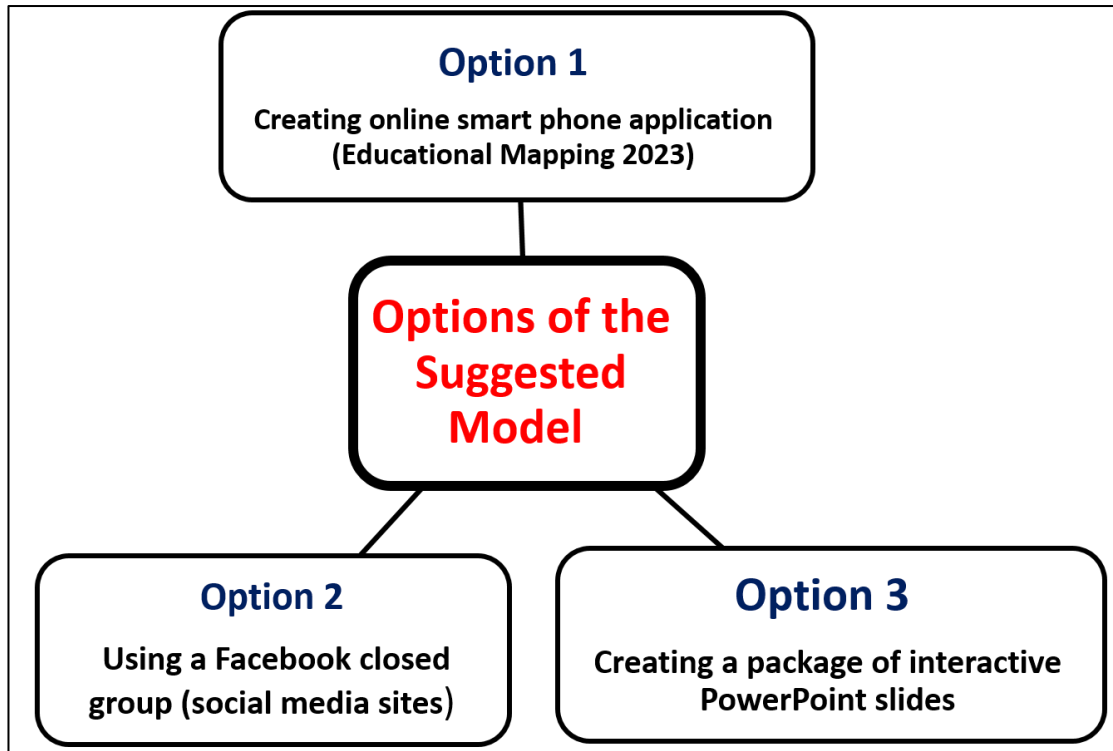 Option 1
Creating online smart phone application
(Educational Mapping 2023)
Options of the
Suggested
Model
Option 2
Using a Facebook closed
group (social media sites)
Option 3
Creating a package of interactive
PowerPoint slides